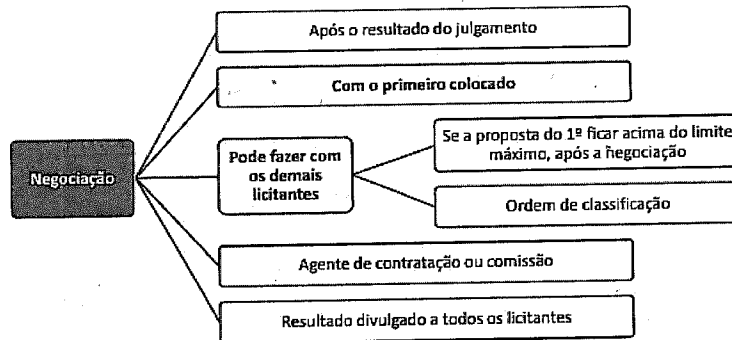 Após o resultado do julgamento
Com o primeiro colocado
Negociação
Pode fazer com
os demais
licitantes
Se a proposta do 1º ficar acima do limite
máximo, após a negociação
Ordem de classificação
Agente de contratação ou comissão
Resultado divulgado a todos os licitantes